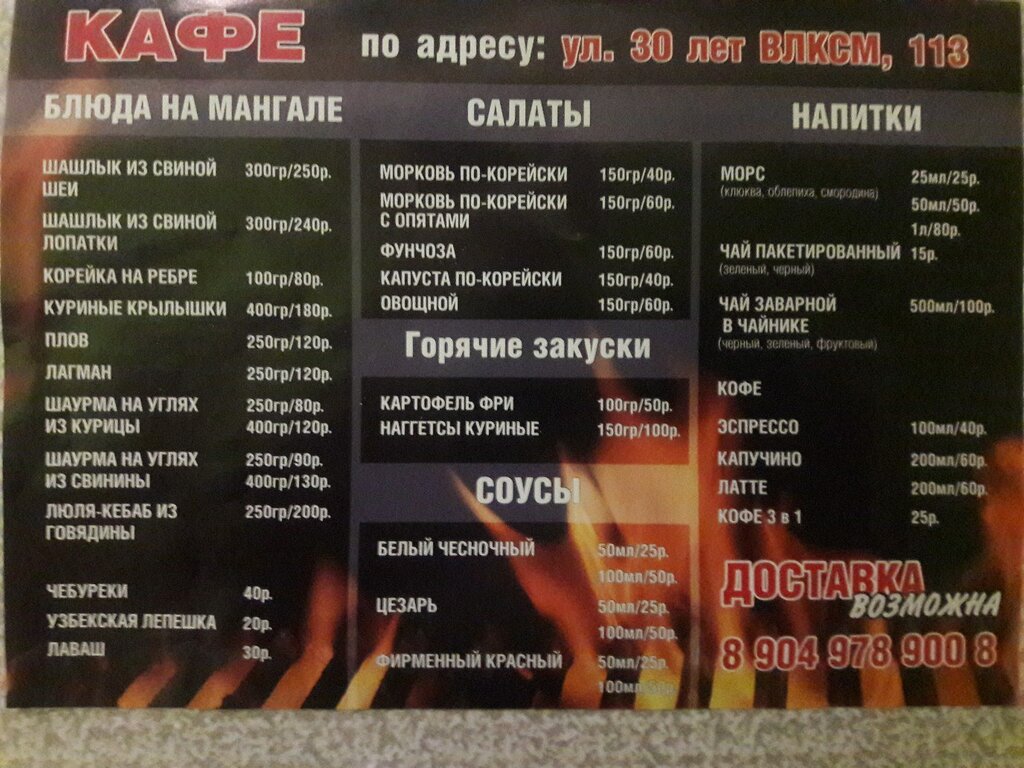 КАФЕ по адресу: ул. 30 лет ВЛКСМ, 113
БЛЮДА НА МАНГАЛЕ
ШАШЛЫК ИЗ СВИНОЙ 300гр/250р.
ШЕИ
ШАШЛЫК ИЗ СВИНОЙ 300гр/240р.
ЛОПАТКИ
КОРЕЙКА НА РЕБРЕ 100гр/80р.
КУРИНЫЕ КРЫЛЫШКИ 400гр/180р.
ПЛОВ 250гр/120р.
ЛАГМАН 250гр/120р.
ШАУРМА НА УГЛЯХ 250гр/80р.
ИЗ КУРИЦЫ 400гр/120р.
ШАУРМА НА УГЛЯХ 250гр/90р.
ИЗ СВИНИНЫ 400гр/130р.
ЛЮЛЯ-КЕБАБ ИЗ 250гр/200р.
ГОВЯДИНЫ
ЧЕБУРЕКИ 40р.
УЗБЕКСКАЯ ЛЕПЕШКА 20р.
ЛАВАШ 30р.
САЛАТЫ
МОРКОВЬ ПО-КОРЕЙСКИ 150гр/40р.
МОРКОВЬ ПО-КОРЕЙСКИ 150гр/60р.
С ОПЯТАМИ
ФУНЧОЗА 150гр/60р.
КАПУСТА ПО-КОРЕЙСКИ 150гр/40р.
ОВОЩНОЙ 150гр/60р.
Горячие закуски
КАРТОФЕЛЬ ФРИ 100гр/50р.
НАГГЕТСЫ КУРИНЫЕ 150гр/100р.
СОУСЫ
БЕЛЫЙ ЧЕСНОЧНЫЙ 50мл/25р.
100мл/50р.
ЦЕЗАРЬ 50мл/25р.
100мл/50р.
ФИРМЕННЫЙ КРАСНЫЙ 50мл/25р.
100мл/50р.
НАПИТКИ
МОРС 25мл/25р.
(клюква, облепиха, смородина) 50мл/50р.
1л/80р.
ЧАЙ ПАКЕТИРОВАННЫЙ 15р.
(зеленый, черный)
ЧАЙ ЗАВАРНОЙ 500мл/100р.
В ЧАЙНИКЕ
(черный, зеленый, фруктовый)
КОФЕ
ЭСПРЕССО 100мл/40р.
КАПУЧИНО 200мл/60р.
ЛАТТЕ 200мл/60р.
КОФЕ 3 в 1 25р.
ДОСТАВКА
ВОЗМОЖНА
8 904 978 900 8